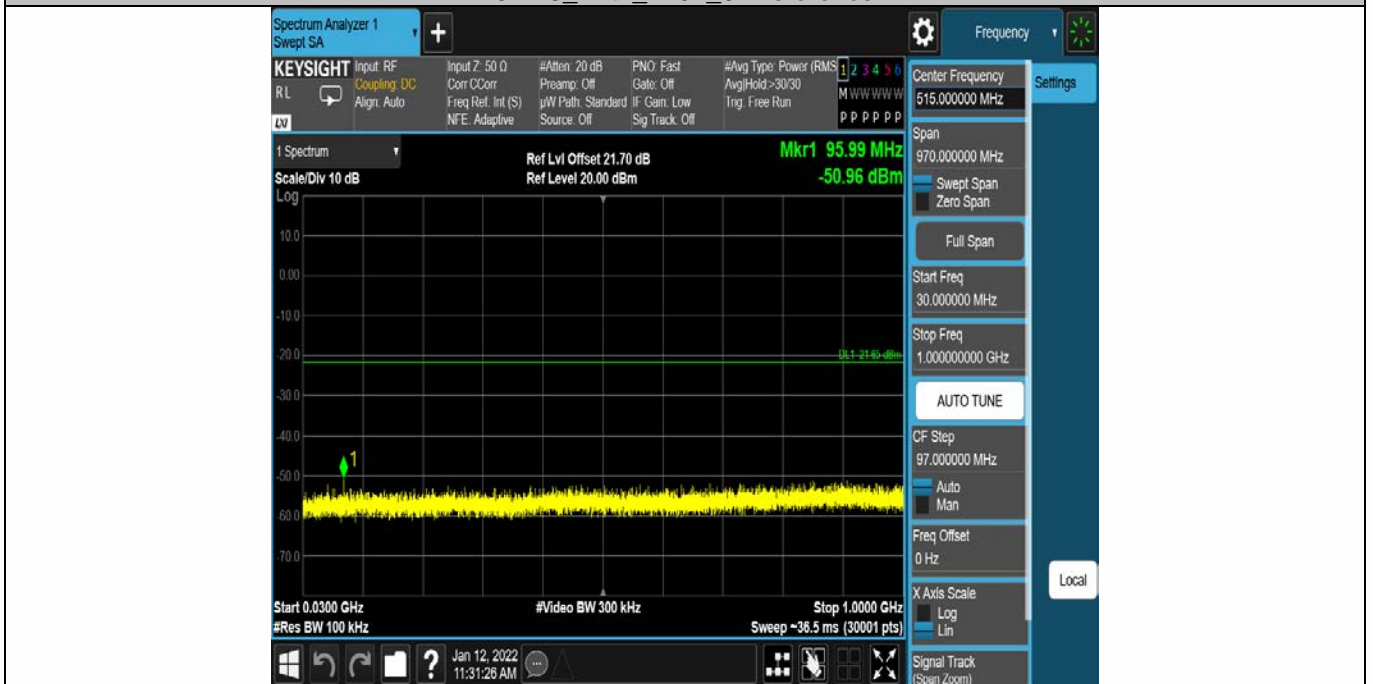 Spectrum Analyzer 1
Swept SA
Frequency
KEYSIGHT
RL
LXI
Input: RF
Coupling: DC
Align: Auto
Input Z: 50 Ω
Corr CCorr
Freq Ref: Int (S)
NFE: Adaptive
#Atten: 20 dB
Preamp: Off
µW Path: Standard
Source: Off
PNO: Fast
Gate: Off
IF Gain: Low
Sig Track: Off
#Avg Type: Power (RMS
Avg|Hold:>30/30
Trig: Free Run
1 2 3 4 5 6
M W W W W W
P P P P P P
Settings
Center Frequency
515.000000 MHz
Span
970.000000 MHz
Swept Span
Zero Span
Full Span
Start Freq
30.000000 MHz
Stop Freq
1.000000000 GHz
AUTO TUNE
CF Step
97.000000 MHz
Auto
Man
Freq Offset
0 Hz
X Axis Scale
Log
Lin
Signal Track
(Span Zoom)
Local
1 Spectrum
Scale/Div 10 dB
Ref Lvl Offset 21.70 dB
Ref Level 20.00 dBm
Mkr1 95.99 MHz
-50.96 dBm
Log
10.0
0.00
-10.0
-20.0
DL1 -21.65 dBm
-30.0
-40.0
1
-50.0
-60.0
-70.0
Start 0.0300 GHz
#Video BW 300 kHz
Stop 1.0000 GHz
#Res BW 100 kHz
Sweep ~36.5 ms (30001 pts)
?
Jan 12, 2022
11:31:26 AM